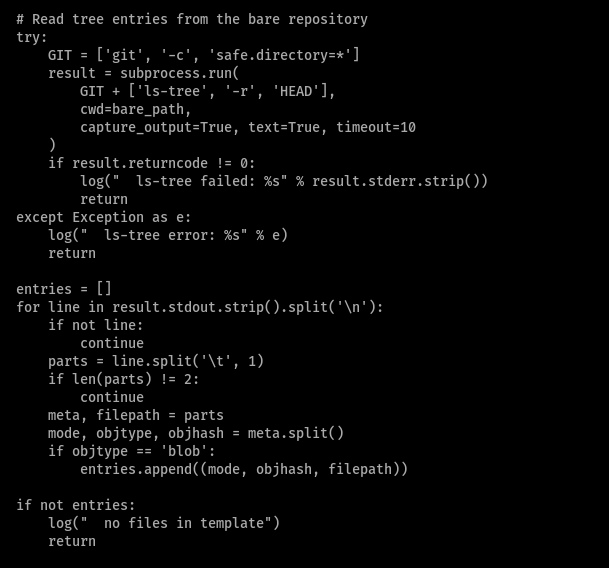 # Read tree entries from the bare repository
try:
    GIT = ['git', '-c', 'safe.directory=*']
    result = subprocess.run(
        GIT + ['ls-tree', '-r', 'HEAD'],
        cwd=bare_path,
        capture_output=True, text=True, timeout=10
    )
    if result.returncode != 0:
        log("  ls-tree failed: %s" % result.stderr.strip())
        return
except Exception as e:
    log("  ls-tree error: %s" % e)
    return

entries = []
for line in result.stdout.strip().split('\n'):
    if not line:
        continue
    parts = line.split('\t', 1)
    if len(parts) != 2:
        continue
    meta, filepath = parts
    mode, objtype, objhash = meta.split()
    if objtype == 'blob':
        entries.append((mode, objhash, filepath))

if not entries:
    log("  no files in template")
    return